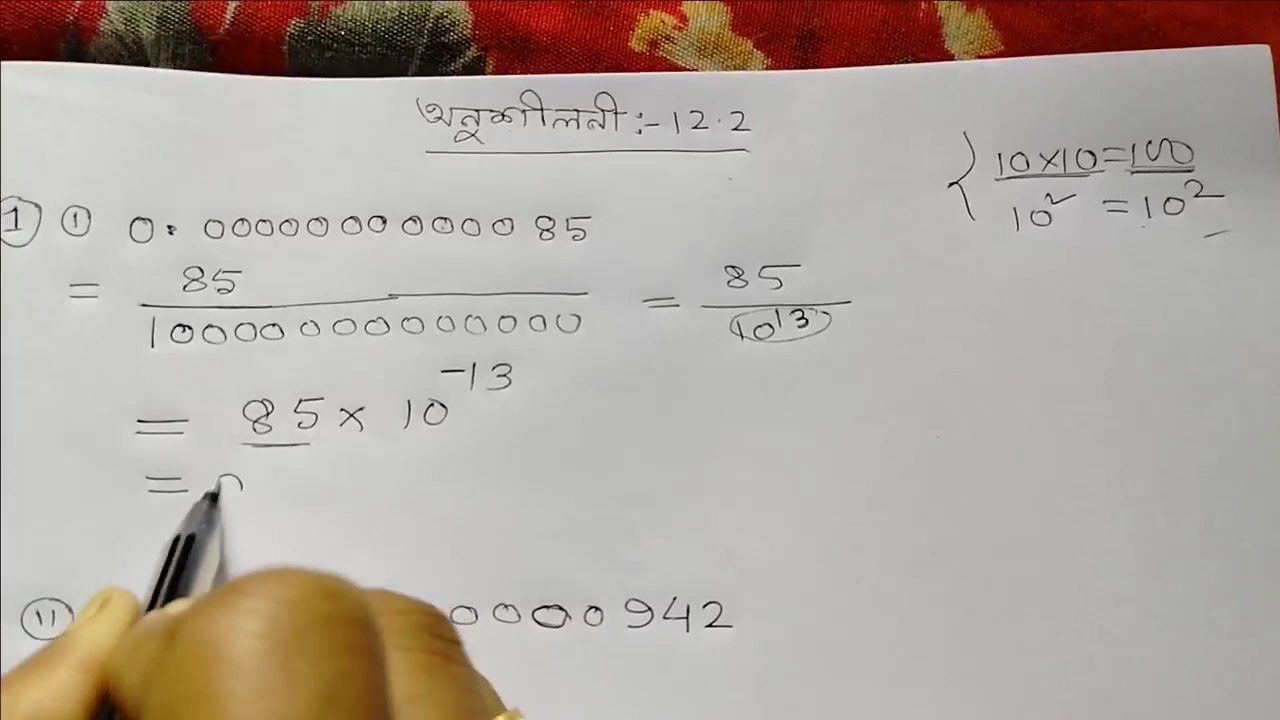 অনুশীলনী :- 12.2
{ 10×10=100
10² = 10²
1 i 0.0000000000085
= 85/10000000000000 = 85/10¹³
= 85 × 10⁻¹³
=
ii 0000942